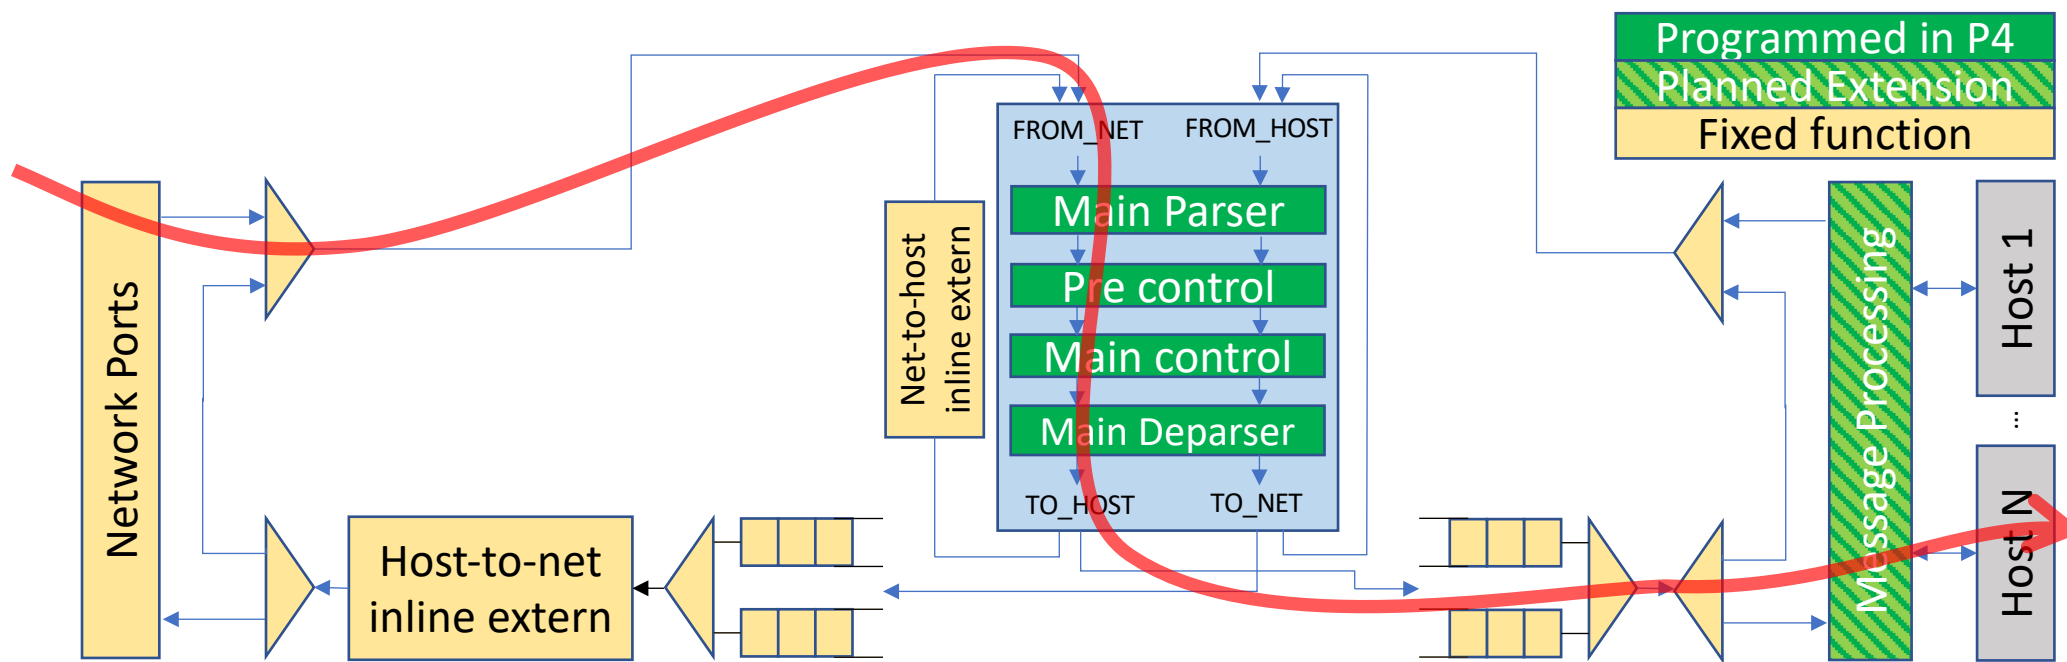 Programmed in P4
Planned Extension
Fixed function
FROM_NET
FROM_HOST
Main Parser
Pre control
Main control
Main Deparser
TO_HOST
TO_NET
Network Ports
Net-to-host
inline extern
Host-to-net
inline extern
Message Processing
Host 1
...
Host N